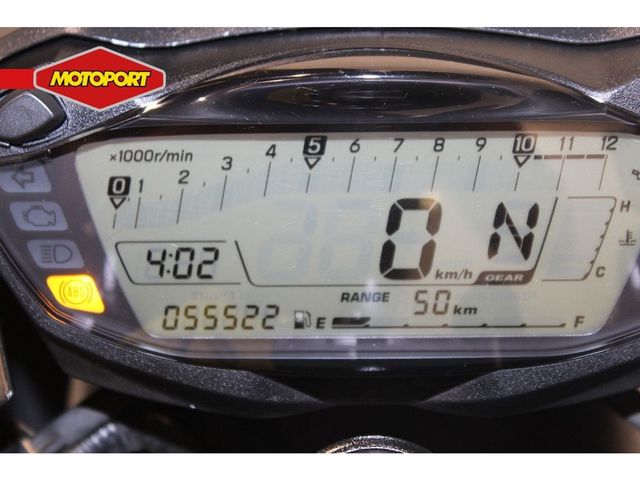 MOTOPORT
×1000r/min
0 1 2 3 4 5 6 7 8 9 10 11 12
4:02
0 km/h
N
GEAR
H
C
ABS
RANGE 50 km
055522
E F